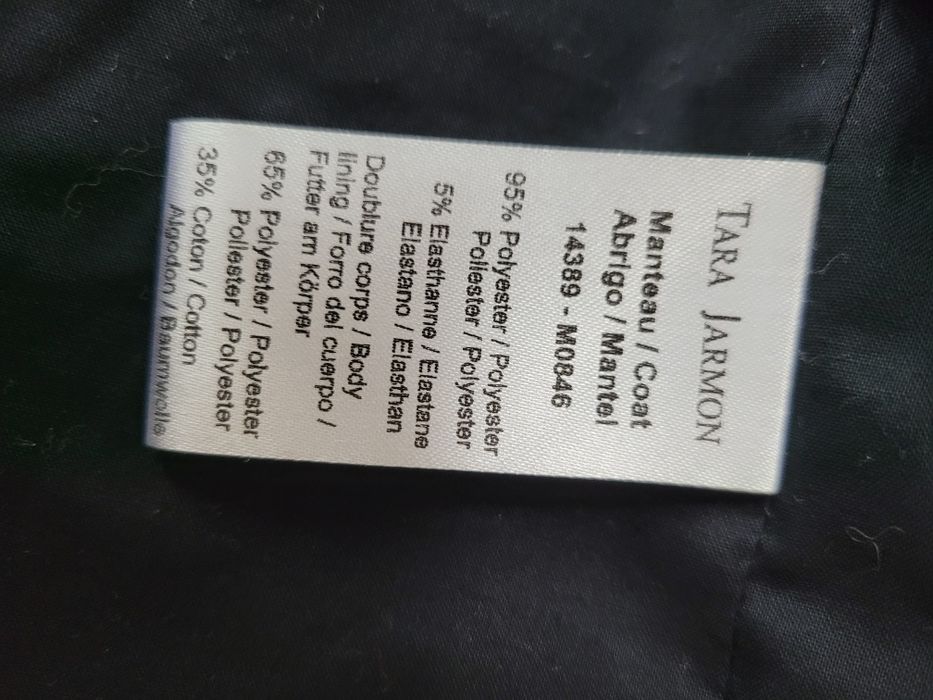 TARA JARMON
Manteau / Coat
Abrigo / Mantel
14389 - M0846
95% Polyester / Polyester
Poliester / Polyester
5% Elasthanne / Elastane
Elastano / Elasthan
Doublure corps / Body
lining / Forro del cuerpo /
Futter am Körper
65% Polyester / Polyester
Poliester / Polyester
35% Coton / Cotton
Algodon / Baumwolle